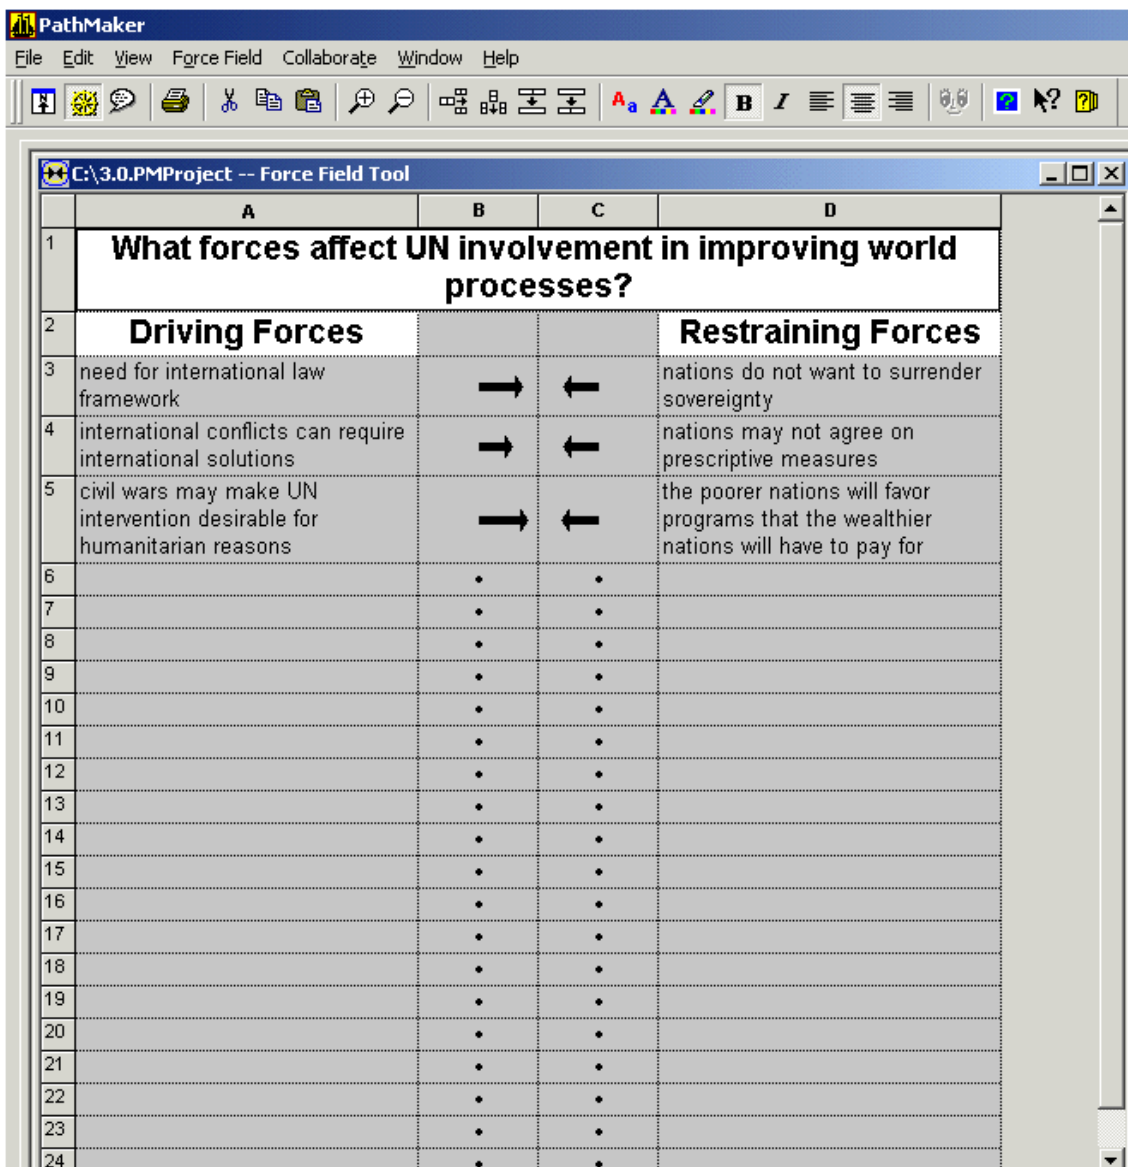 PathMaker
File Edit View Force Field Collaborate Window Help
A a A B I ? ? ?
C:\3.0.PMProject -- Force Field Tool
A B C D
1 What forces affect UN involvement in improving world
processes?
2 Driving Forces Restraining Forces
3 need for international law
framework
nations do not want to surrender
sovereignty
4 international conflicts can require
international solutions
nations may not agree on
prescriptive measures
5 civil wars may make UN
intervention desirable for
humanitarian reasons
the poorer nations will favor
programs that the wealthier
nations will have to pay for
6
7
8
9
10
11
12
13
14
15
16
17
18
19
20
21
22
23
24